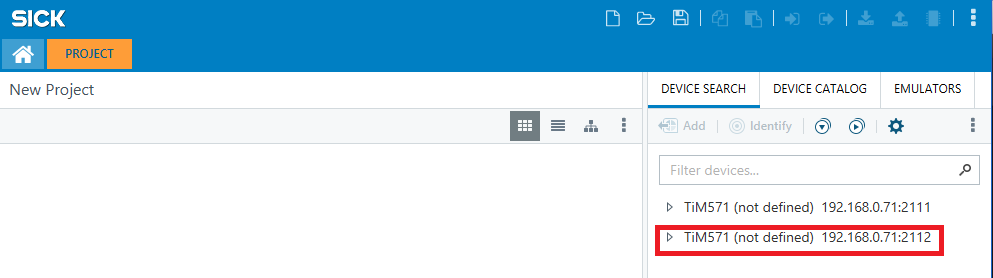 SICK
PROJECT
New Project
DEVICE SEARCH
DEVICE CATALOG
EMULATORS
Add
Identify
Filter devices...
TiM571 (not defined) 192.168.0.71:2111
TiM571 (not defined) 192.168.0.71:2112